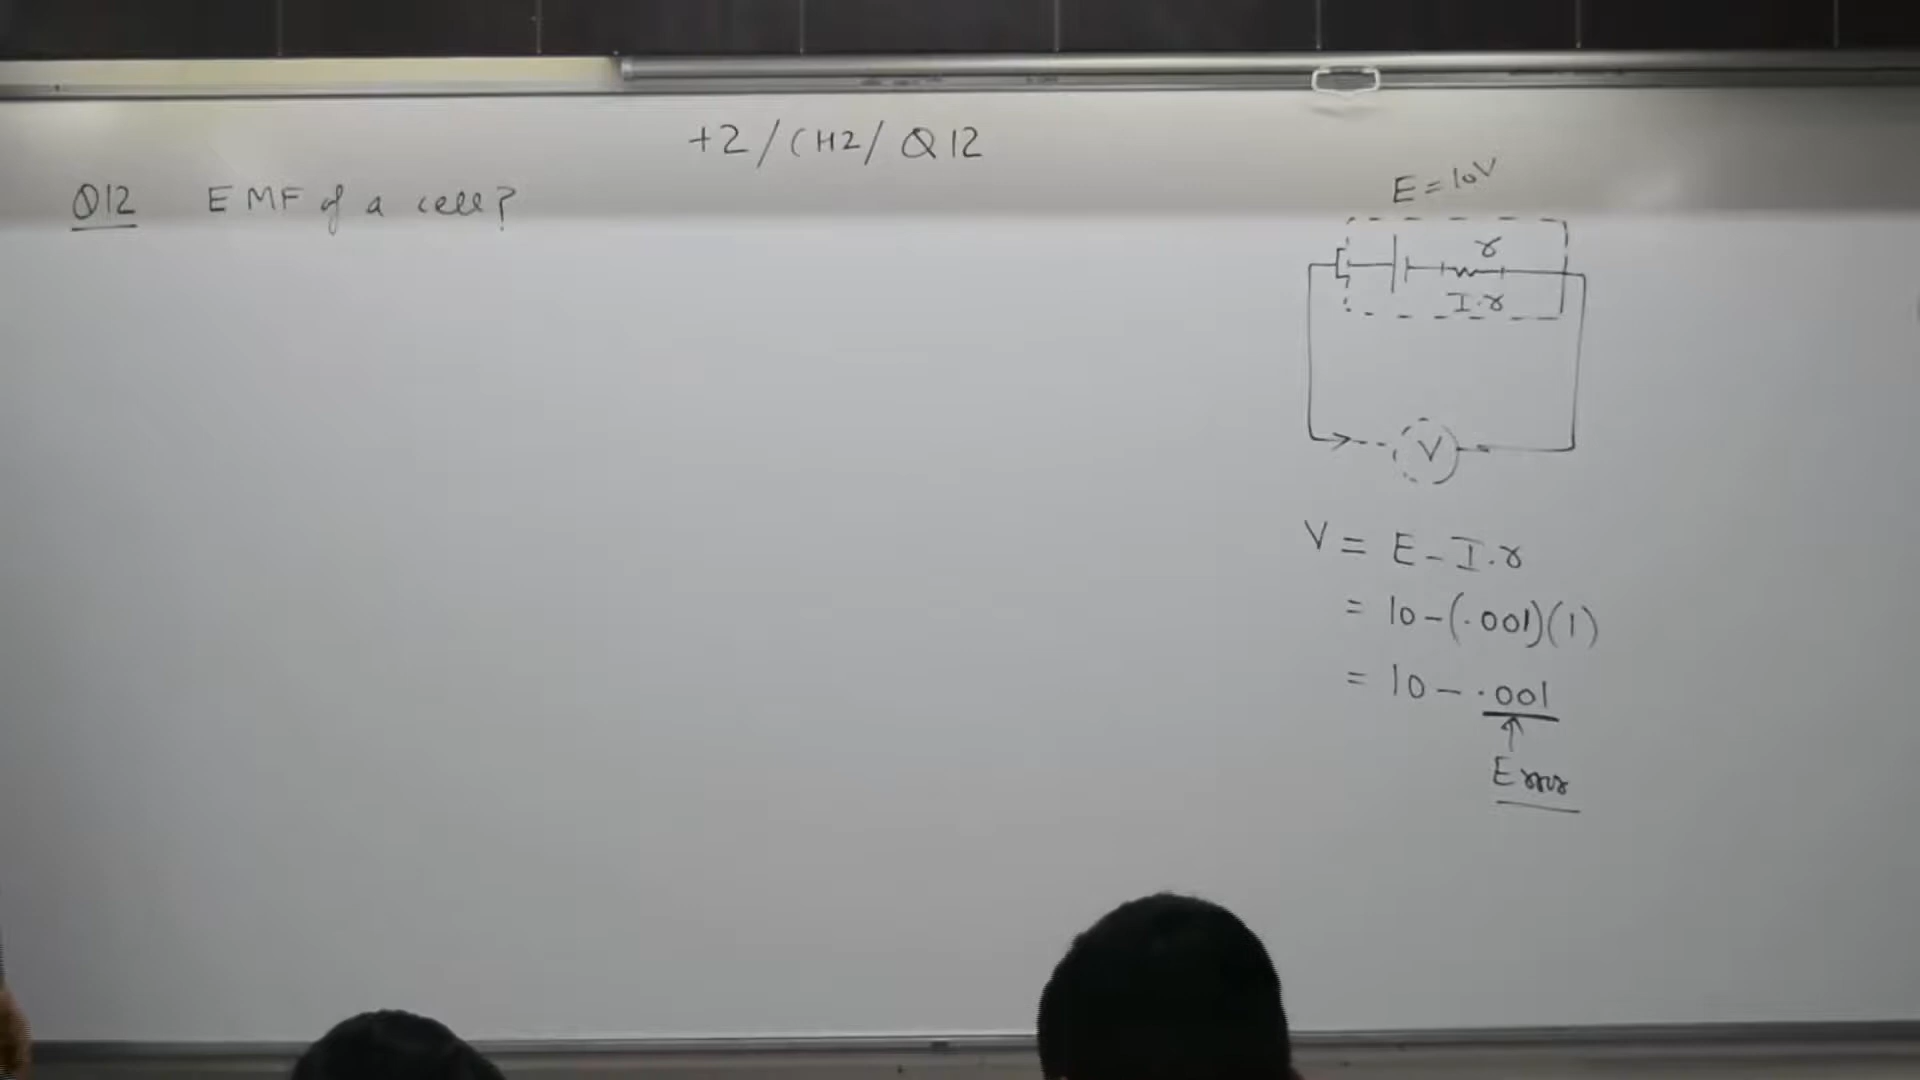 +2/CH2/Q12
Q12 EMF of a cell?
E = 10V
r
I.r
V
V = E - I.r
= 10 - (.001)(1)
= 10 - .001
Error